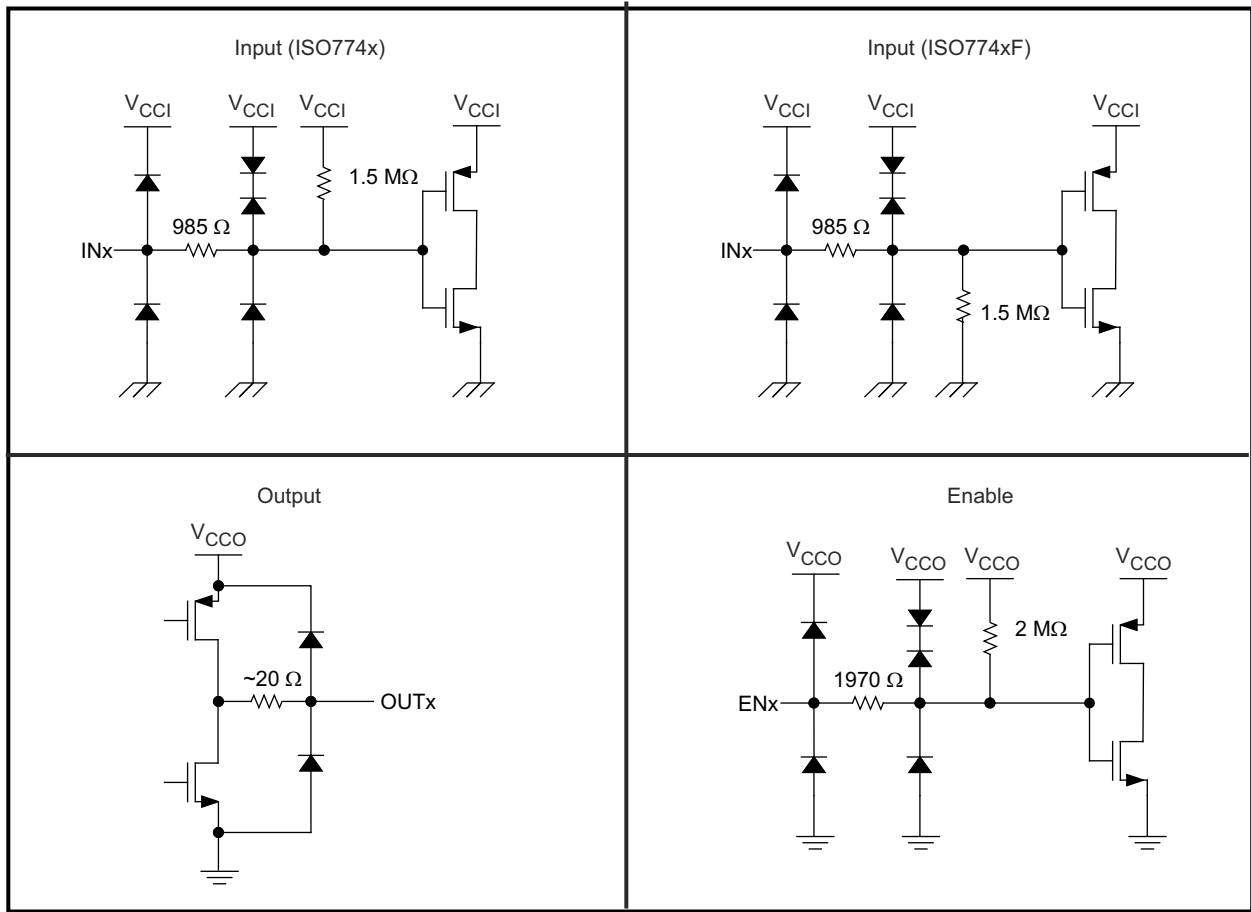 Input (ISO774x)
V_CCI V_CCI V_CCI V_CCI
1.5 MΩ
985 Ω
INx
Input (ISO774xF)
V_CCI V_CCI V_CCI
985 Ω
INx
1.5 MΩ
Output
V_CCO
~20 Ω
OUTx
Enable
V_CCO V_CCO V_CCO V_CCO
2 MΩ
1970 Ω
ENx